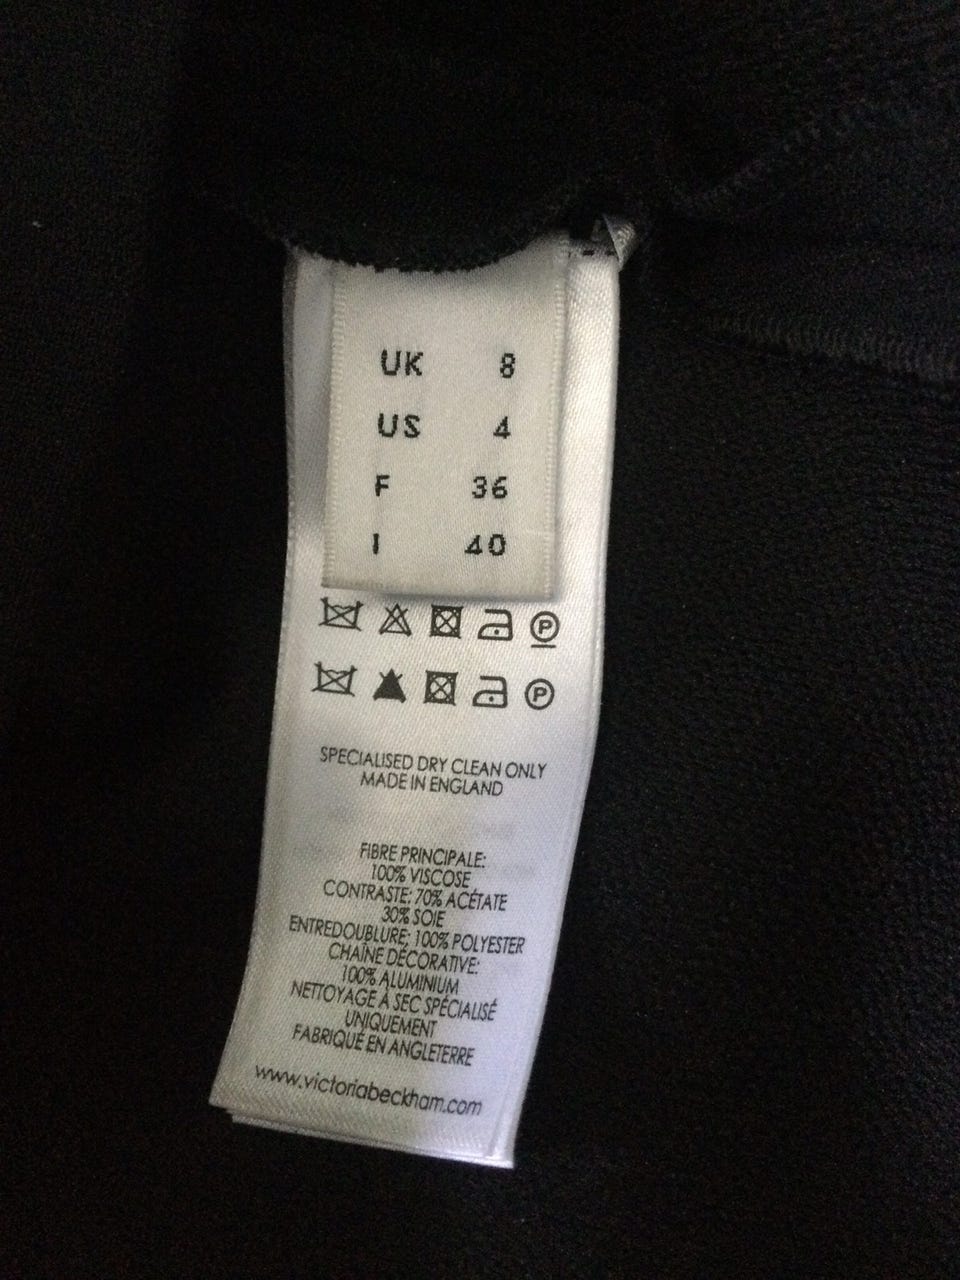 UK 8
US 4
F 36
I 40
P
P
SPECIALISED DRY CLEAN ONLY
MADE IN ENGLAND
FIBRE PRINCIPALE:
100% VISCOSE
CONTRASTE: 70% ACÉTATE
30% SOIE
ENTREDOUBLURE: 100% POLYESTER
CHAÎNE DÉCORATIVE:
100% ALUMINIUM
NETTOYAGE À SEC SPÉCIALISÉ
UNIQUEMENT
FABRIQUÉ EN ANGLETERRE
www.victoriabeckham.com